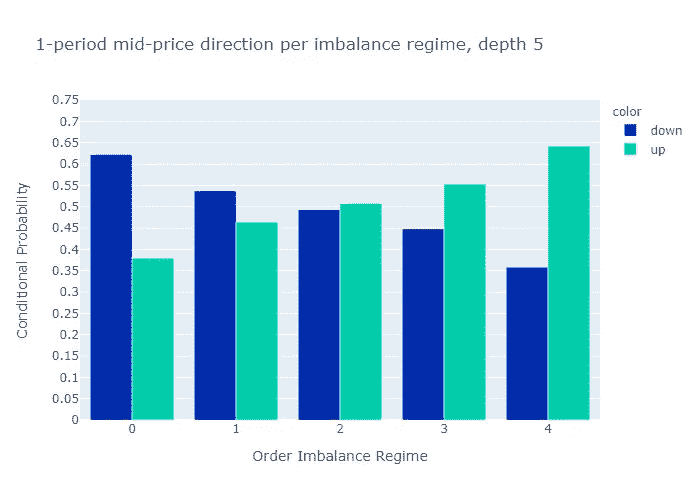 1-period mid-price direction per imbalance regime, depth 5
0.75
0.7
0.65
0.6
0.55
0.5
0.45
0.4
0.35
0.3
0.25
0.2
0.15
0.1
0.05
0
Conditional Probability
0 1 2 3 4
Order Imbalance Regime
color
down
up